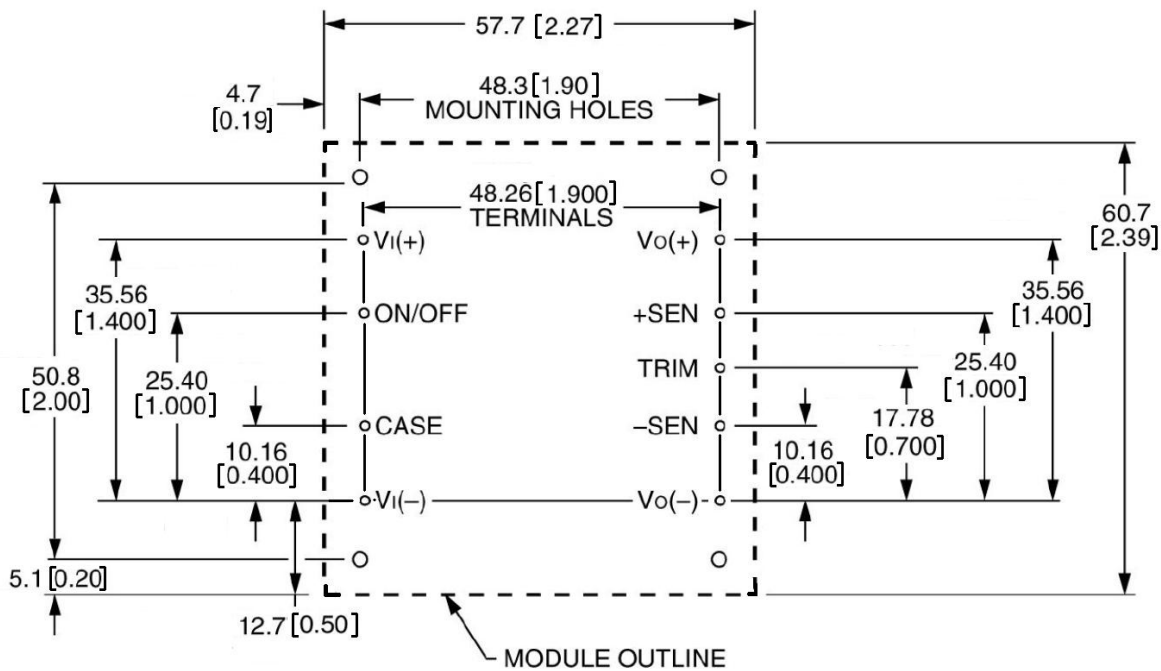 57.7 [2.27]
48.3 [1.90]
MOUNTING HOLES
4.7
[0.19]
48.26 [1.900]
TERMINALS
60.7
[2.39]
VI(+)
VO(+)
35.56
[1.400]
35.56
[1.400]
ON/OFF
+SEN
50.8
[2.00]
25.40
[1.000]
TRIM
25.40
[1.000]
CASE
–SEN
17.78
[0.700]
10.16
[0.400]
10.16
[0.400]
VI(–)
VO(–)
5.1 [0.20]
12.7 [0.50]
MODULE OUTLINE